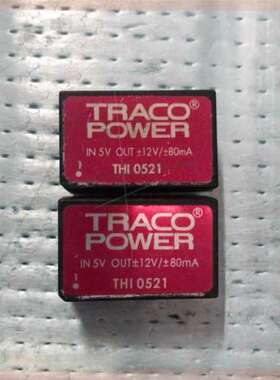 TRACO®
POWER
IN 5V OUT ±12V/±80mA
THI 0521
TRACO®
POWER
IN 5V OUT±12V/±80mA
THI 0521